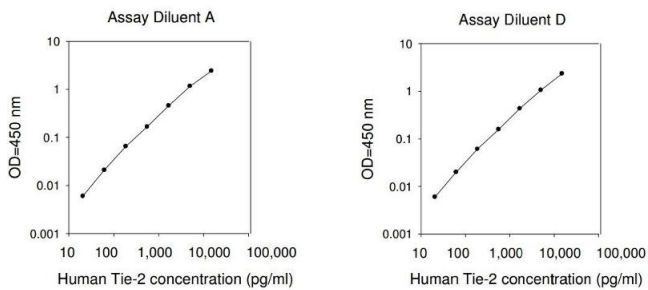 Assay Diluent A
10
1
0.1
0.01
0.001
OD=450 nm
10 100 1,000 10,000 100,000
Human Tie-2 concentration (pg/ml)
Assay Diluent D
10
1
0.1
0.01
0.001
OD=450 nm
10 100 1,000 10,000 100,000
Human Tie-2 concentration (pg/ml)